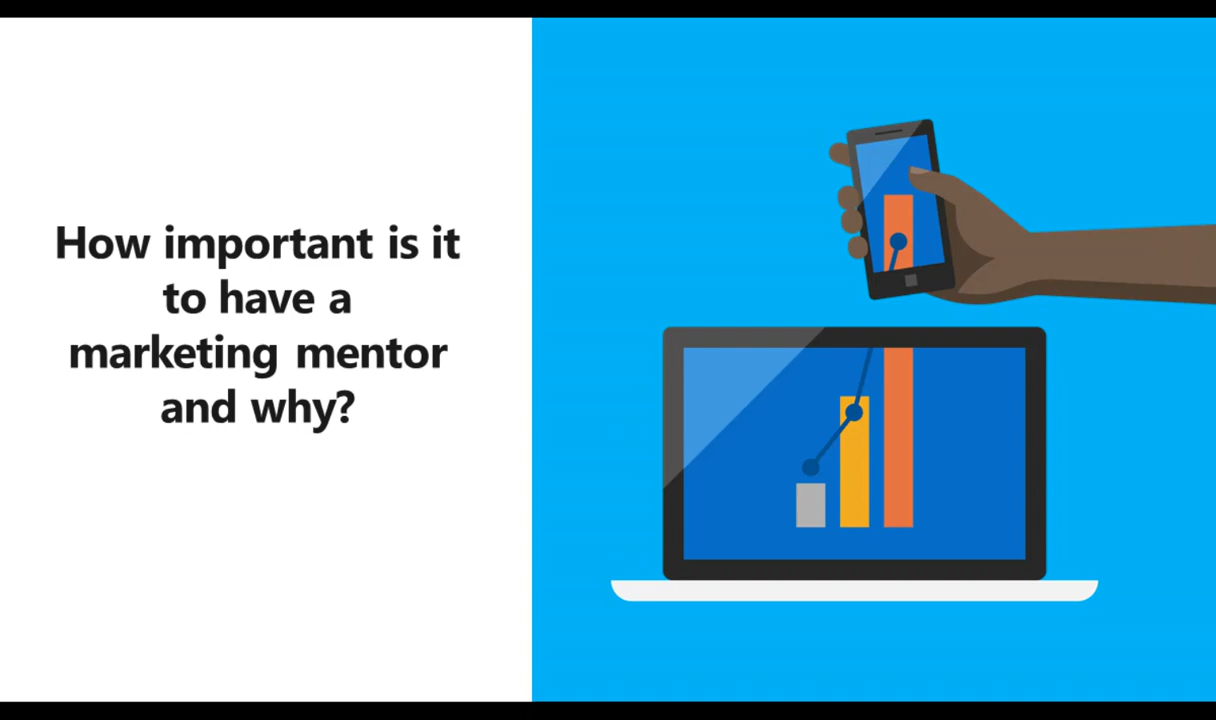 How important is it
to have a
marketing mentor
and why?